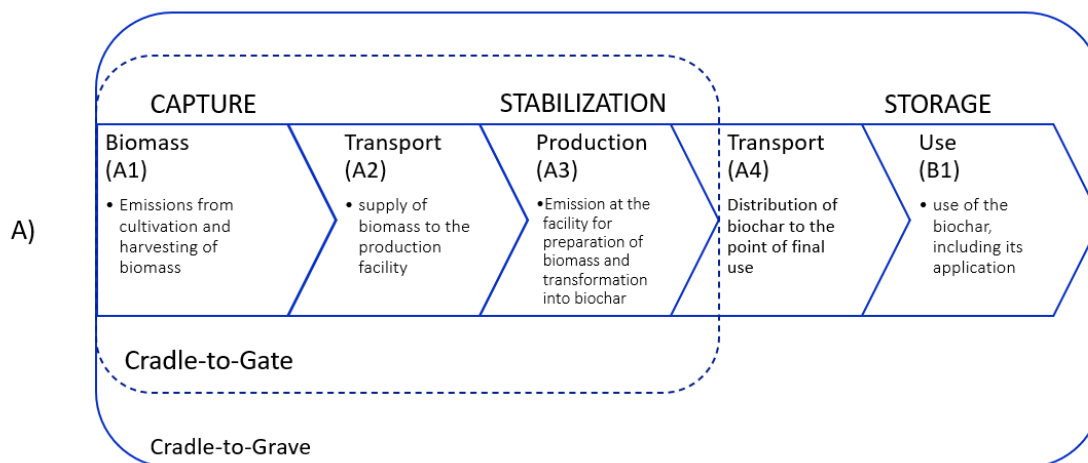 CAPTURE
STABILIZATION
STORAGE
A)
Biomass
(A1)
• Emissions from
cultivation and
harvesting of
biomass
Transport
(A2)
• supply of
biomass to the
production
facility
Production
(A3)
•Emission at the
facility for
preparation of
biomass and
transformation
into biochar
Transport
(A4)
Distribution of
biochar to the
point of final
use
Use
(B1)
• use of the
biochar,
including its
application
Cradle-to-Gate
Cradle-to-Grave